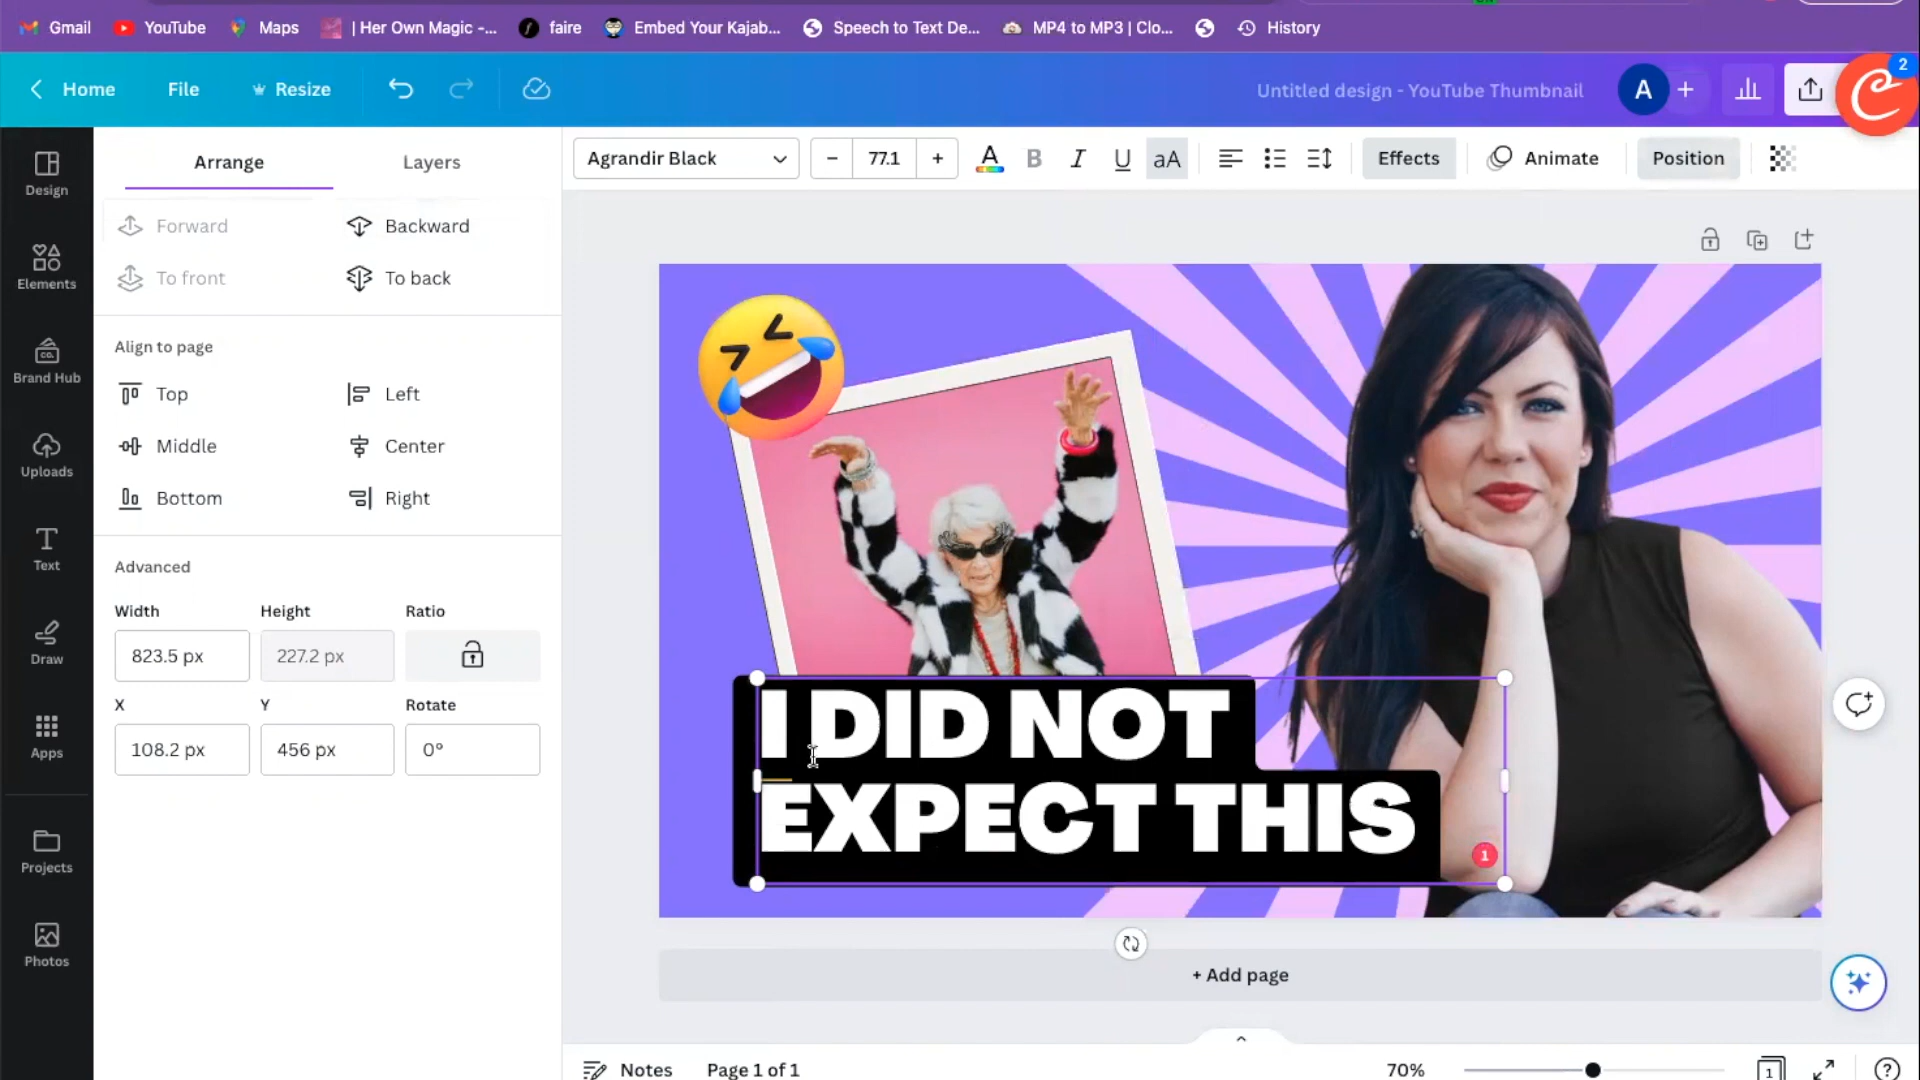 Gmail YouTube Maps | Her Own Magic -... faire Embed Your Kajab... Speech to Text De... MP4 to MP3 | Clo... History
Home File Resize Untitled design - YouTube Thumbnail A + 2
Design
Elements
Brand Hub
Uploads
Text
Draw
Apps
Projects
Photos
Arrange Layers
Forward Backward
To front To back
Align to page
Top Left
Middle Center
Bottom Right
Advanced
Width Height Ratio
823.5 px 227.2 px
X Y Rotate
108.2 px 456 px 0°
Agrandir Black − 77.1 + A B I U aA Effects Animate Position
I DID NOT
EXPECT THIS
1
+ Add page
Notes Page 1 of 1 70% 1 ?